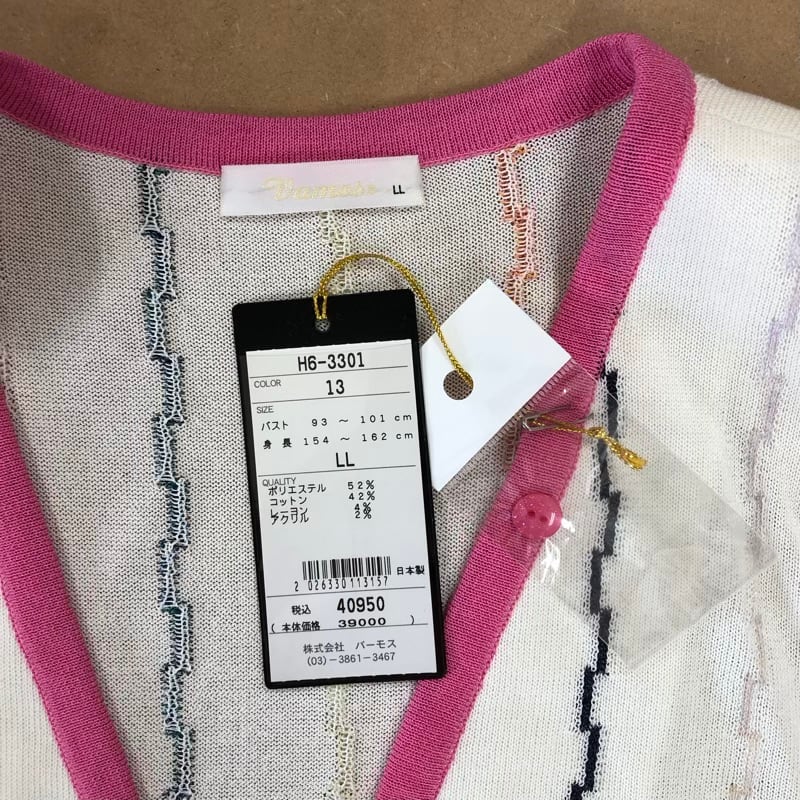 LL
H6-3301
COLOR 13
SIZE
バスト 93 ～ 101 cm
身 長 154 ～ 162 cm
LL
QUALITY
ポリエステル 52%
コットン 42%
レーヨン 4%
アクリル 2%
日本製
2 026330 113157
税込 40950
( 本体価格 39000 )
株式会社 バーモス
(03)-3861-3467